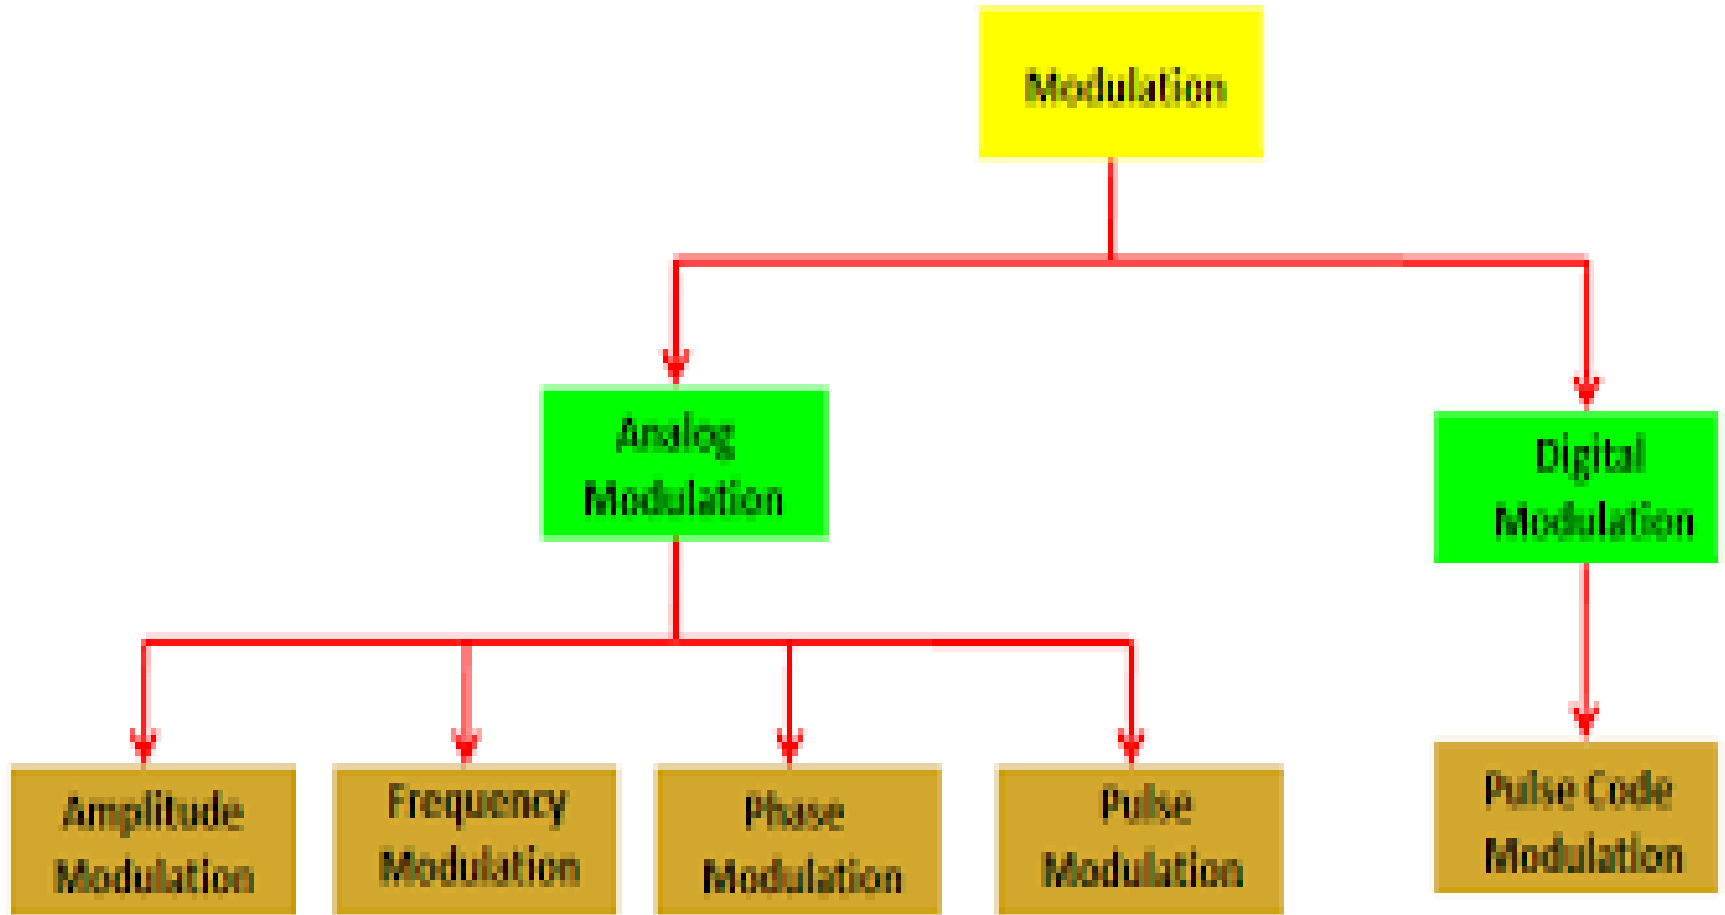 Modulation
Analog
Modulation
Digital
Modulation
Amplitude
Modulation
Frequency
Modulation
Phase
Modulation
Pulse
Modulation
Pulse Code
Modulation